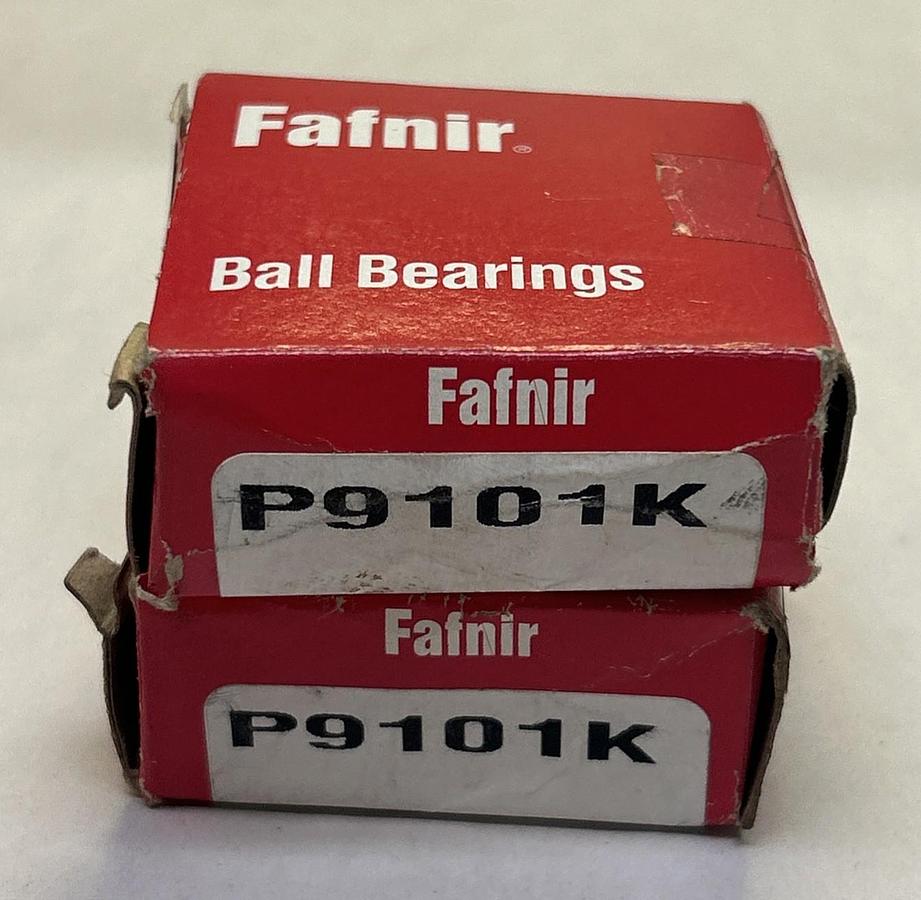 Fafnir®
Ball Bearings
Fafnir
P9101K
Fafnir
P9101K